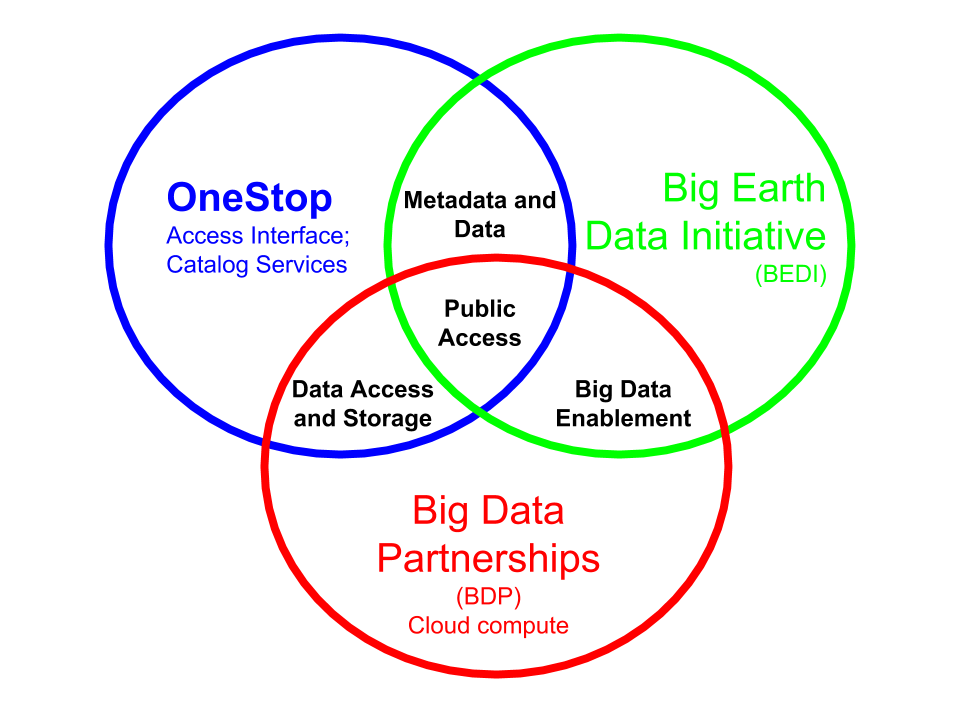 OneStop
Access Interface;
Catalog Services
Metadata and
Data
Big Earth
Data Initiative
(BEDI)
Public
Access
Data Access
and Storage
Big Data
Enablement
Big Data
Partnerships
(BDP)
Cloud compute